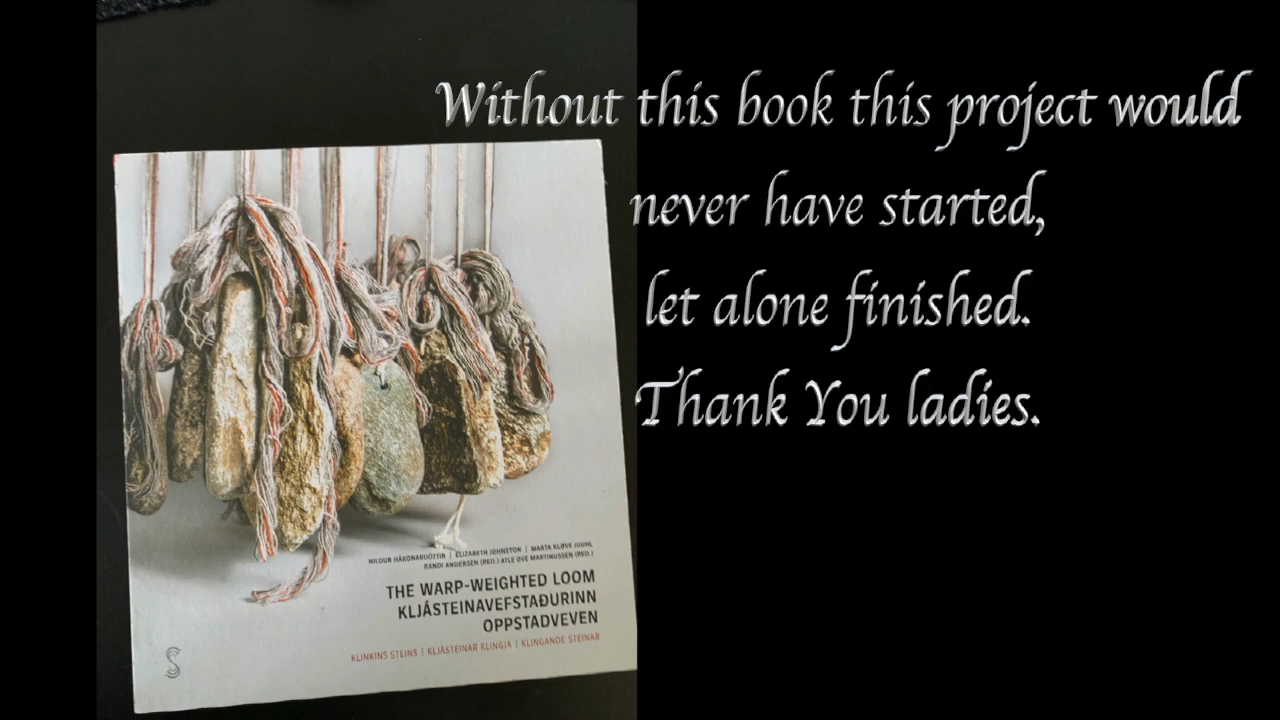 Without this book this project would
never have started,
let alone finished.
Thank You ladies.
HILDUR HÁKONARDÓTTIR | ELIZABETH JOHNSTON | MARTA KLØVE JUUHL
RANDI ANDERSEN (RED.) ATLE OVE MARTINUSSEN (RED.)
THE WARP-WEIGHTED LOOM
KLJÁSTEINAVEFSTAÐURINN
OPPSTADVEVEN
KLINKINS STEINS | KLJÁSTEINAR KLINGJA | KLINGANDE STEINAR